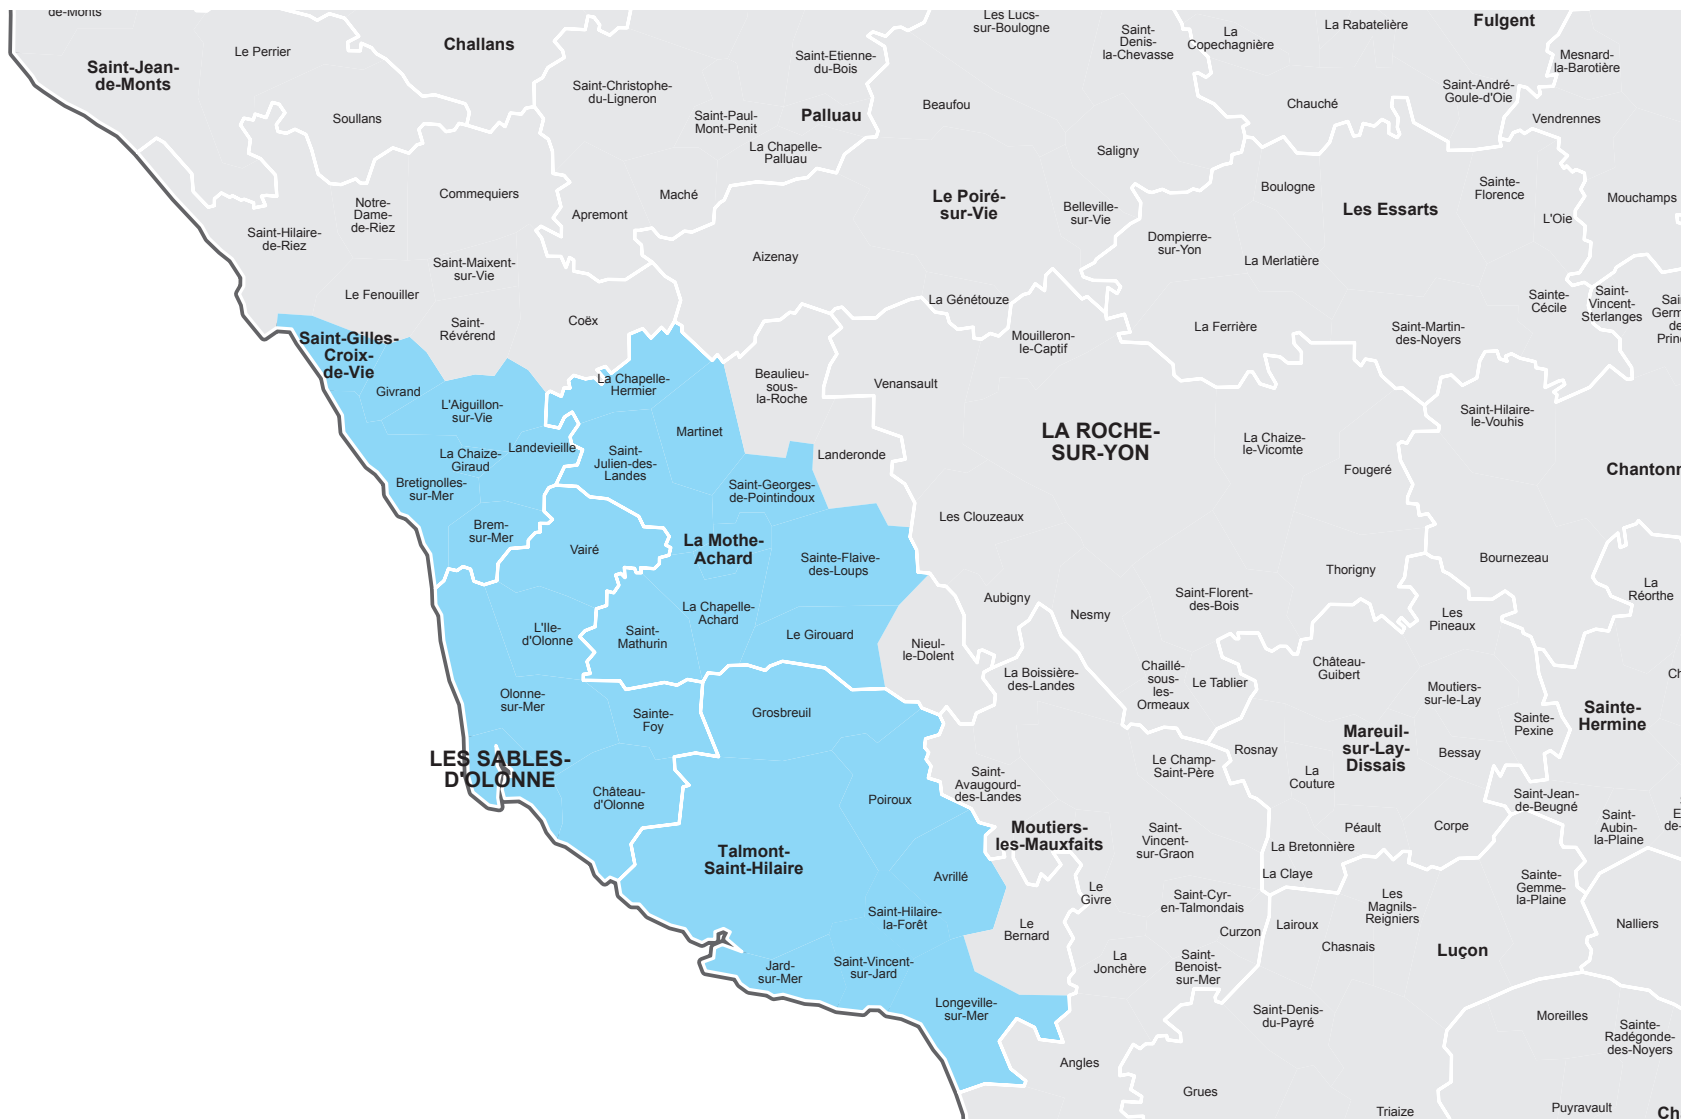 de-Monts
Le Perrier
Challans
Saint-Jean-
de-Monts
Soullans
Saint-Christophe-
du-Ligneron
Saint-Etienne-
du-Bois
Saint-Paul-
Mont-Penit
Palluau
La Chapelle-
Palluau
Les Lucs-
sur-Boulogne
Saint-
Denis-
la-Chevasse
La
Copechagnière
La Rabatelière
Fulgent
Mesnard-
la-Barotière
Beaufou
Chauché
Saint-André-
Goule-d'Oie
Vendrennes
Saligny
Commequiers
Notre-
Dame-
de-Riez
Saint-Hilaire-
de-Riez
Maché
Apremont
Le Poiré-
sur-Vie
Belleville-
sur-Vie
Boulogne
Les Essarts
Sainte-
Florence
L'Oie
Mouchamps
Dompierre-
sur-Yon
La Merlatière
Aizenay
Saint-Maixent-
sur-Vie
Le Fenouiller
Saint-
Révérend
Coëx
La Génétouze
Mouilleron-
le-Captif
La Ferrière
Saint-Martin-
des-Noyers
Sainte-
Cécile
Saint-
Vincent-
Sterlanges
Saint-Gilles-
Croix-
de-Vie
Givrand
L'Aiguillon-
sur-Vie
La Chaize-
Giraud
Landevieille
Bretignolles-
sur-Mer
Brem-
sur-Mer
La Chapelle-
Hermier
Martinet
Saint-
Julien-des-
Landes
Beaulieu-
sous-
la-Roche
Venansault
Landeronde
Saint-Georges-
de-Pointindoux
LA ROCHE-
SUR-YON
La Chaize-
le-Vicomte
Fougeré
Saint-Hilaire-
le-Vouhis
Chantonn
Les Clouzeaux
Vairé
La Mothe-
Achard
Sainte-Flaive-
des-Loups
La Chapelle-
Achard
Le Girouard
Saint-
Mathurin
L'Ile-
d'Olonne
Aubigny
Nesmy
Saint-Florent-
des-Bois
Thorigny
Bournezeau
La
Réorthe
Les
Pineaux
Nieul-
le-Dolent
La Boissière-
des-Landes
Chaillé-
sous-
les-
Ormeaux
Le Tablier
Château-
Guibert
Moutiers-
sur-le-Lay
Sainte-
Pexine
Sainte-
Hermine
Olonne-
sur-Mer
Sainte-
Foy
Grosbreuil
LES SABLES-
D'OLONNE
Château-
d'Olonne
Poiroux
Saint-
Avaugourd-
des-Landes
Le Champ-
Saint-Père
Rosnay
Mareuil-
sur-Lay-
Dissais
Bessay
La
Couture
Saint-Jean-
de-Beugné
Saint-
Aubin-
la-Plaine
Péault
Corpe
Moutiers-
les-Mauxfaits
Saint-
Vincent-
sur-Graon
La Bretonnière
La Claye
Talmont-
Saint-Hilaire
Avrillé
Saint-Hilaire-
la-Forêt
Le
Bernard
Le
Givre
Saint-Cyr-
en-Talmondais
Curzon
Lairoux
Les
Magnils-
Reigniers
Chasnais
Sainte-
Gemme-
la-Plaine
Luçon
Nalliers
Jard-
sur-Mer
Saint-Vincent-
sur-Jard
Longeville-
sur-Mer
La
Jonchère
Saint-
Benoist-
sur-Mer
Saint-Denis-
du-Payré
Moreilles
Sainte-
Radégonde-
des-Noyers
Angles
Grues
Triaize
Puyravault